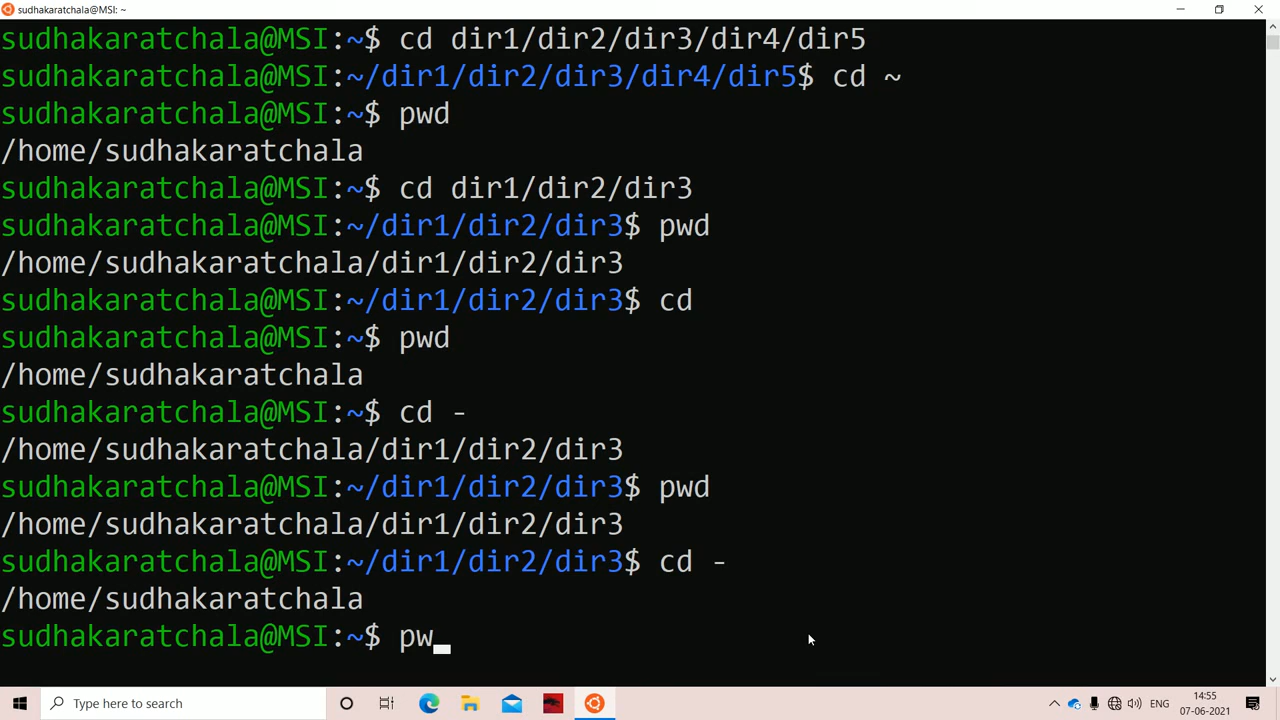 sudhakaratchala@MSI: ~
sudhakaratchala@MSI:~$ cd dir1/dir2/dir3/dir4/dir5
sudhakaratchala@MSI:~/dir1/dir2/dir3/dir4/dir5$ cd ~
sudhakaratchala@MSI:~$ pwd
/home/sudhakaratchala
sudhakaratchala@MSI:~$ cd dir1/dir2/dir3
sudhakaratchala@MSI:~/dir1/dir2/dir3$ pwd
/home/sudhakaratchala/dir1/dir2/dir3
sudhakaratchala@MSI:~/dir1/dir2/dir3$ cd
sudhakaratchala@MSI:~$ pwd
/home/sudhakaratchala
sudhakaratchala@MSI:~$ cd -
/home/sudhakaratchala/dir1/dir2/dir3
sudhakaratchala@MSI:~/dir1/dir2/dir3$ pwd
/home/sudhakaratchala/dir1/dir2/dir3
sudhakaratchala@MSI:~/dir1/dir2/dir3$ cd -
/home/sudhakaratchala
sudhakaratchala@MSI:~$ pw
Type here to search
ENG
14:55
07-06-2021